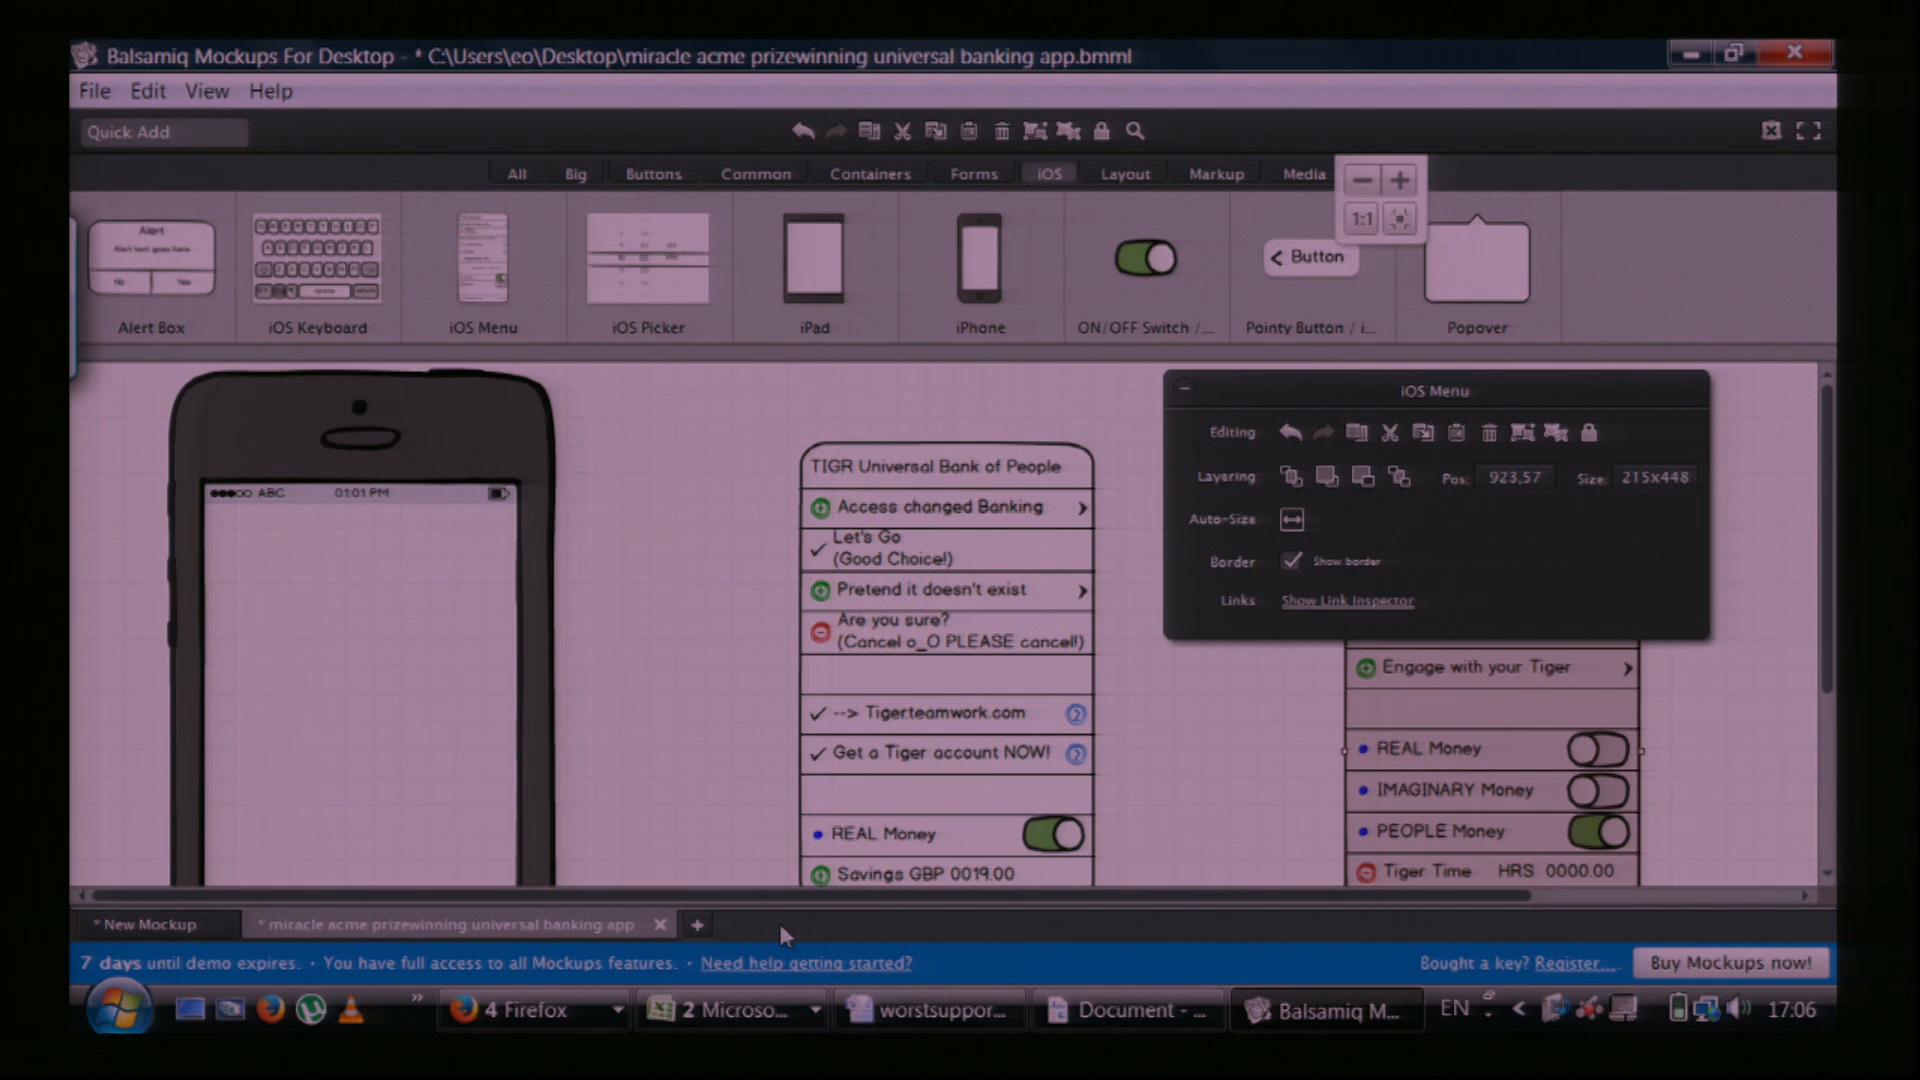 Balsamiq Mockups For Desktop - * C:\Users\eo\Desktop\miracle acme prizewinning universal banking app.bmml
File Edit View Help
Quick Add
All Big Buttons Common Containers Forms iOS Layout Markup Media
1:1
Alert
Alert text goes here
No Yes
Button
Alert Box iOS Keyboard iOS Menu iOS Picker iPad iPhone ON/OFF Switch /... Pointy Button / i... Popover
iOS Menu
Editing
Layering Pos: 923,57 Size: 215x448
Auto-Size
Border Show border
Links Show Link Inspector
ABC 01:01 PM
TIGR Universal Bank of People
Access changed Banking
Let's Go
(Good Choice!)
Pretend it doesn't exist
Are you sure?
(Cancel o_O PLEASE cancel!)
--> Tigerteamwork.com
Get a Tiger account NOW!
REAL Money
Savings GBP 0019.00
Engage with your Tiger
REAL Money
IMAGINARY Money
PEOPLE Money
Tiger Time HRS 0000.00
* New Mockup * miracle acme prizewinning universal banking app
7 days until demo expires. · You have full access to all Mockups features. · Need help getting started? Bought a key? Register.... Buy Mockups now!
4 Firefox 2 Microso... worstsuppor... Document - ... Balsamiq M... EN 17:06